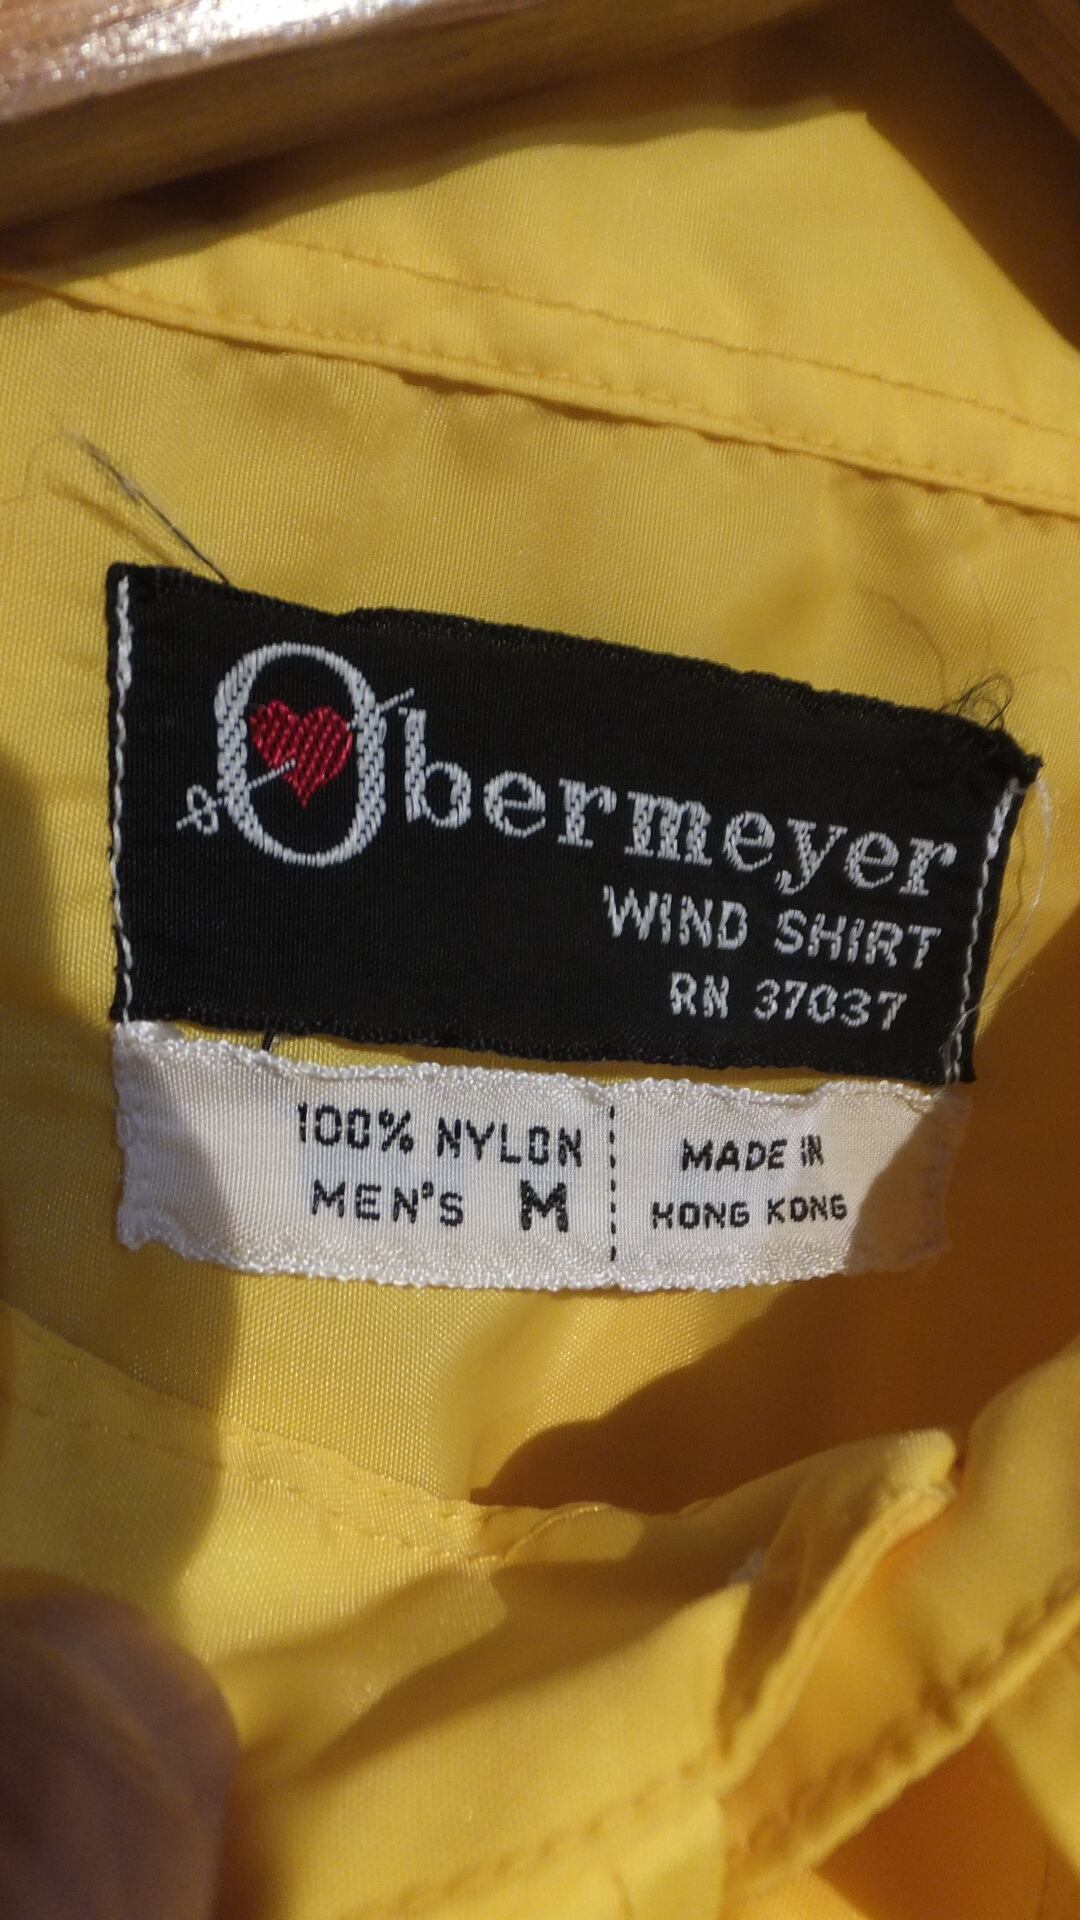 Obermeyer
WIND SHIRT
RN 37037
100% NYLON
MEN'S M
MADE IN
HONG KONG